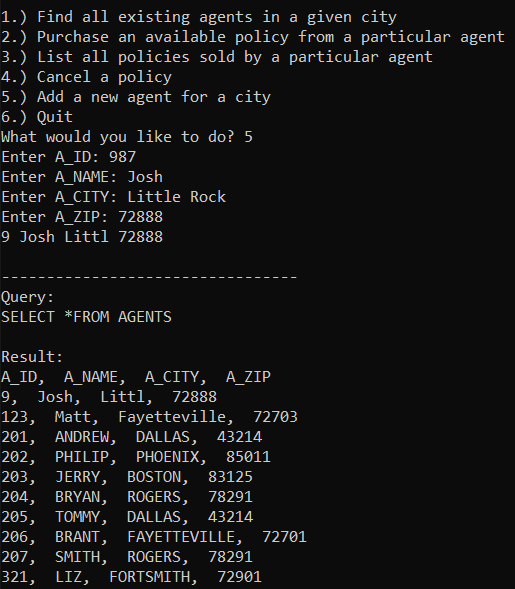 1.) Find all existing agents in a given city
2.) Purchase an available policy from a particular agent
3.) List all policies sold by a particular agent
4.) Cancel a policy
5.) Add a new agent for a city
6.) Quit
What would you like to do? 5
Enter A_ID: 987
Enter A_NAME: Josh
Enter A_CITY: Little Rock
Enter A_ZIP: 72888
9 Josh Littl 72888
---------------------------------
Query:
SELECT *FROM AGENTS
Result:
A_ID,  A_NAME,  A_CITY,  A_ZIP
9,  Josh,  Littl,  72888
123,  Matt,  Fayetteville,  72703
201,  ANDREW,  DALLAS,  43214
202,  PHILIP,  PHOENIX,  85011
203,  JERRY,  BOSTON,  83125
204,  BRYAN,  ROGERS,  78291
205,  TOMMY,  DALLAS,  43214
206,  BRANT,  FAYETTEVILLE,  72701
207,  SMITH,  ROGERS,  78291
321,  LIZ,  FORTSMITH,  72901